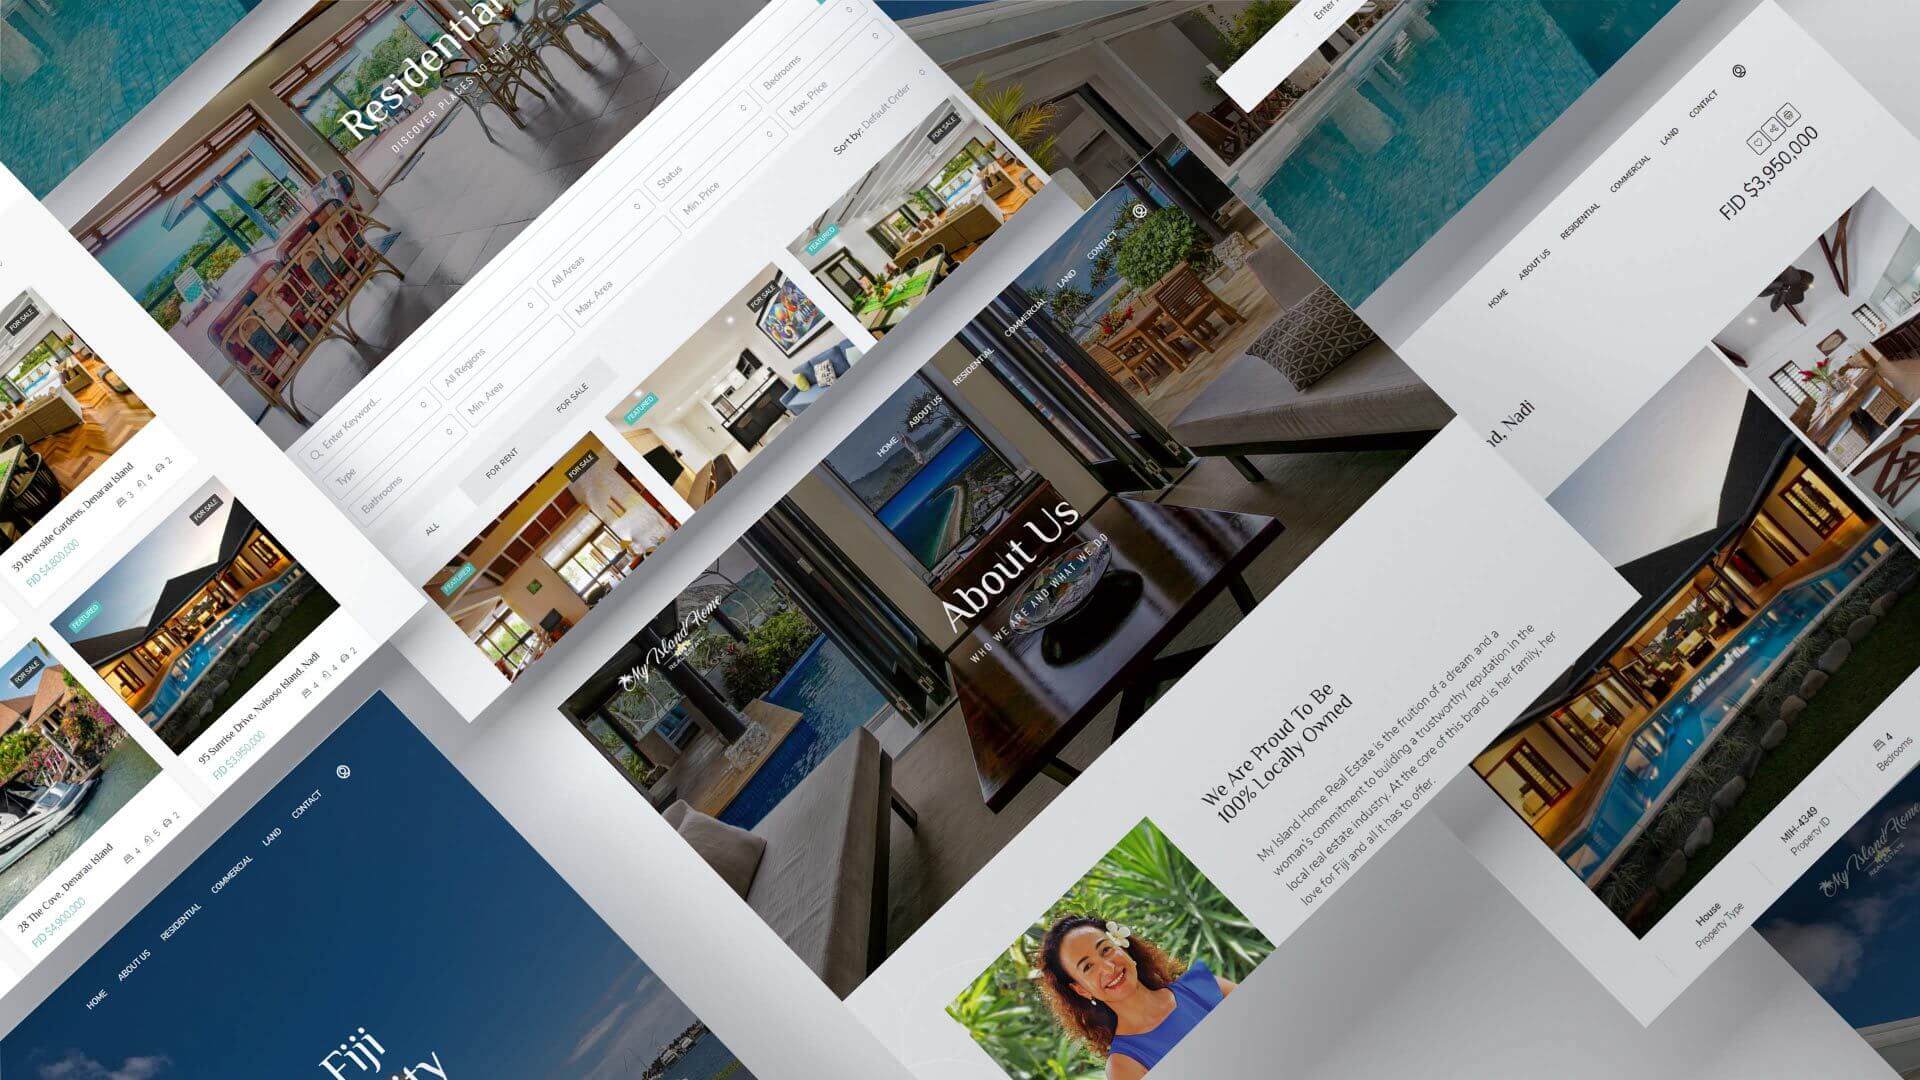 Residential
DISCOVER PLACES TO LIVE
Enter Keyword...
All Regions
All Areas
Status
Bedrooms
Type
Min. Area
Max. Area
Min. Price
Max. Price
Bathrooms
Sort by: Default Order
ALL
FOR RENT
FOR SALE
FEATURED
FOR SALE
FEATURED
FOR SALE
FEATURED
FOR SALE
FOR SALE
39 Riverside Gardens, Denarau Island
FJD $4,800,000
3 4 2
FEATURED
FOR SALE
95 Sunrise Drive, Naisoso Island, Nadi
FJD $3,950,000
4 4 2
FOR SALE
28 The Cove, Denarau Island
FJD $4,900,000
4 5 2
HOME ABOUT US RESIDENTIAL COMMERCIAL LAND CONTACT
Fiji
My Island Home
REAL ESTATE
HOME ABOUT US RESIDENTIAL COMMERCIAL LAND CONTACT
About Us
WHO WE ARE AND WHAT WE DO
We Are Proud To Be
100% Locally Owned
My Island Home Real Estate is the fruition of a dream and a
woman's commitment to building a trustworthy reputation in the
local real estate industry. At the core of this brand is her family, her
love for Fiji and all it has to offer.
Enter
HOME ABOUT US RESIDENTIAL COMMERCIAL LAND CONTACT
FJD $3,950,000
Nadi
House
Property Type
MIH-4349
Property ID
4
Bedrooms
My Island Home
REAL ESTATE